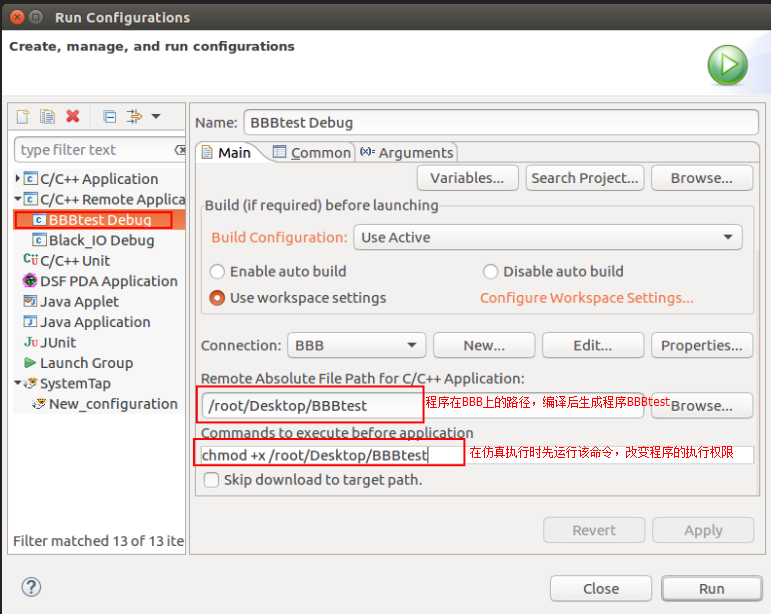 Run Configurations
Create, manage, and run configurations
Name: BBBtest Debug
type filter text
Main Common (x)= Arguments
C/C++ Application
Variables... Search Project... Browse...
C/C++ Remote Applica
Build (if required) before launching
BBBtest Debug
Build Configuration: Use Active
Black_IO Debug
C/C++ Unit
Enable auto build Disable auto build
DSF PDA Application
Java Applet
Use workspace settings Configure Workspace Settings...
Java Application
JUnit
Connection: BBB New... Edit... Properties...
Launch Group
Remote Absolute File Path for C/C++ Application:
SystemTap
New_configuration
/root/Desktop/BBBtest 程序在BBB上的路径，编译后生成程序BBBtest Browse...
Commands to execute before application
chmod +x /root/Desktop/BBBtest 在仿真执行时先运行该命令，改变程序的执行权限
Skip download to target path.
Revert Apply
Filter matched 13 of 13 ite
? Close Run